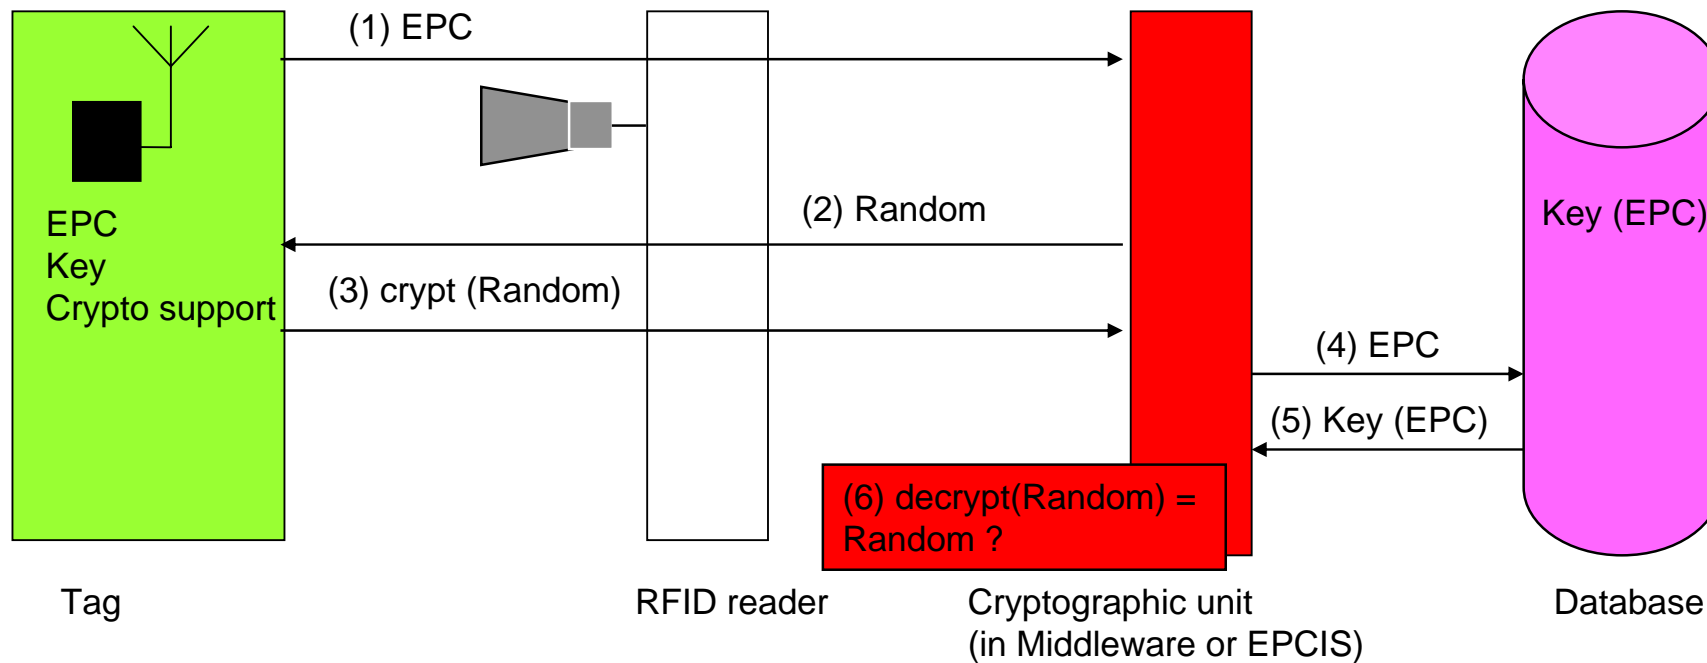 (1) EPC
EPC
Key
Crypto support
(2) Random
(3) crypt (Random)
Key (EPC)
(4) EPC
(5) Key (EPC)
(6) decrypt(Random) =
Random ?
Tag
RFID reader
Cryptographic unit
(in Middleware or EPCIS)
Database